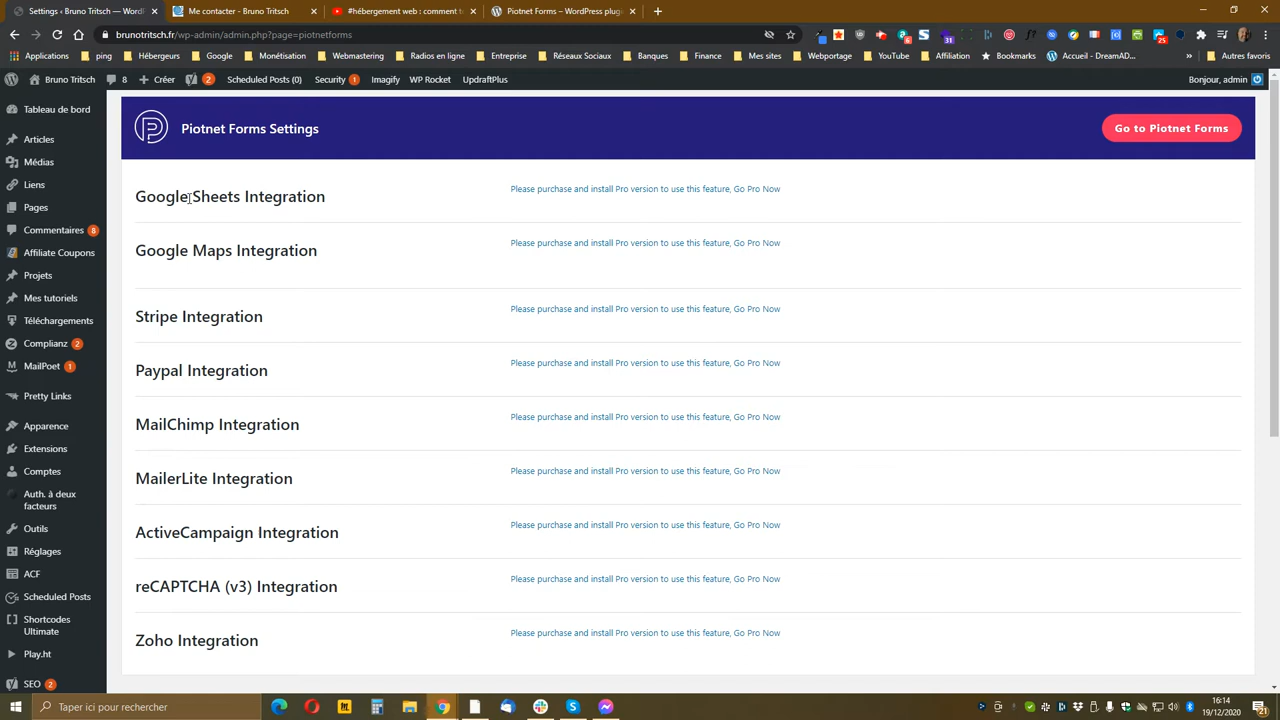 Settings ‹ Bruno Tritsch — W
Me contacter - Bruno Tritsch
#hébergement web : comment t
Piotnet Forms – WordPress plug
brunotritsch.fr/wp-admin/admin.php?page=piotnetforms
Applications
ping
Hébergeurs
Monétisation
Webmastering
Radios en ligne
Entreprise
Réseaux Sociaux
Banques
Finance
Mes sites
Webportage
YouTube
Affiliation
Bookmarks
Accueil - DreamAD...
»
Autres favoris
Bruno Tritsch
8
Créer
2
Scheduled Posts (0)
Security 1
Imagify
WP Rocket
UpdraftPlus
Bonjour, admin
Tableau de bord
Articles
Médias
Liens
Pages
Commentaires 8
Affiliate Coupons
Projets
Mes tutoriels
Téléchargements
Complianz 2
MailPoet 1
Pretty Links
Apparence
Extensions
Comptes
Auth. à deux
facteurs
Outils
Réglages
ACF
Scheduled Posts
Shortcodes
Ultimate
Play.ht
SEO 2
Piotnet Forms Settings
Go to Piotnet Forms
Google Sheets Integration
Please purchase and install Pro version to use this feature, Go Pro Now
Google Maps Integration
Please purchase and install Pro version to use this feature, Go Pro Now
Stripe Integration
Please purchase and install Pro version to use this feature, Go Pro Now
Paypal Integration
Please purchase and install Pro version to use this feature, Go Pro Now
MailChimp Integration
Please purchase and install Pro version to use this feature, Go Pro Now
MailerLite Integration
Please purchase and install Pro version to use this feature, Go Pro Now
ActiveCampaign Integration
Please purchase and install Pro version to use this feature, Go Pro Now
reCAPTCHA (v3) Integration
Please purchase and install Pro version to use this feature, Go Pro Now
Zoho Integration
Please purchase and install Pro version to use this feature, Go Pro Now
Taper ici pour rechercher
16:14
19/12/2020